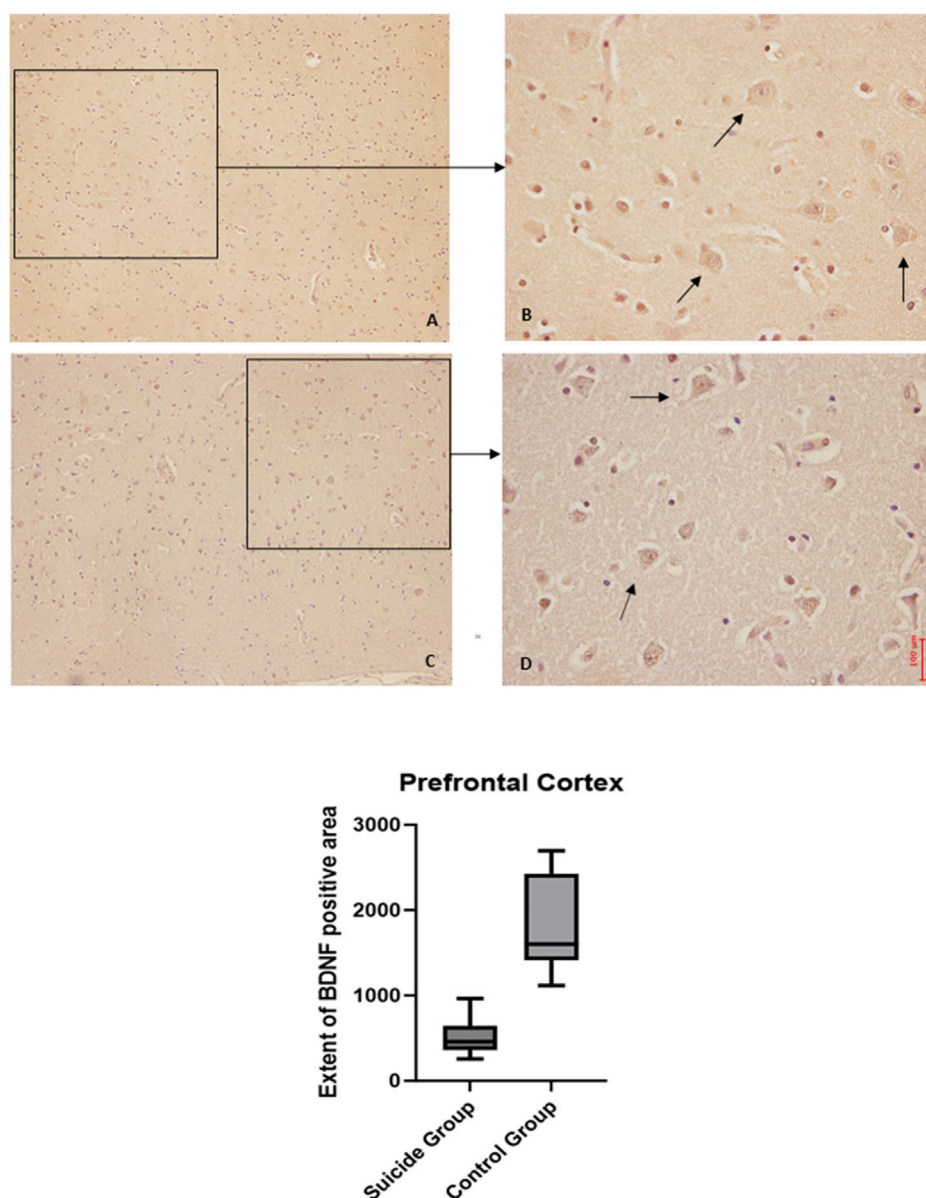 A
B
C
D
100 µm
Prefrontal Cortex
Extent of BDNF positive area
3000
2000
1000
0
Suicide Group
Control Group